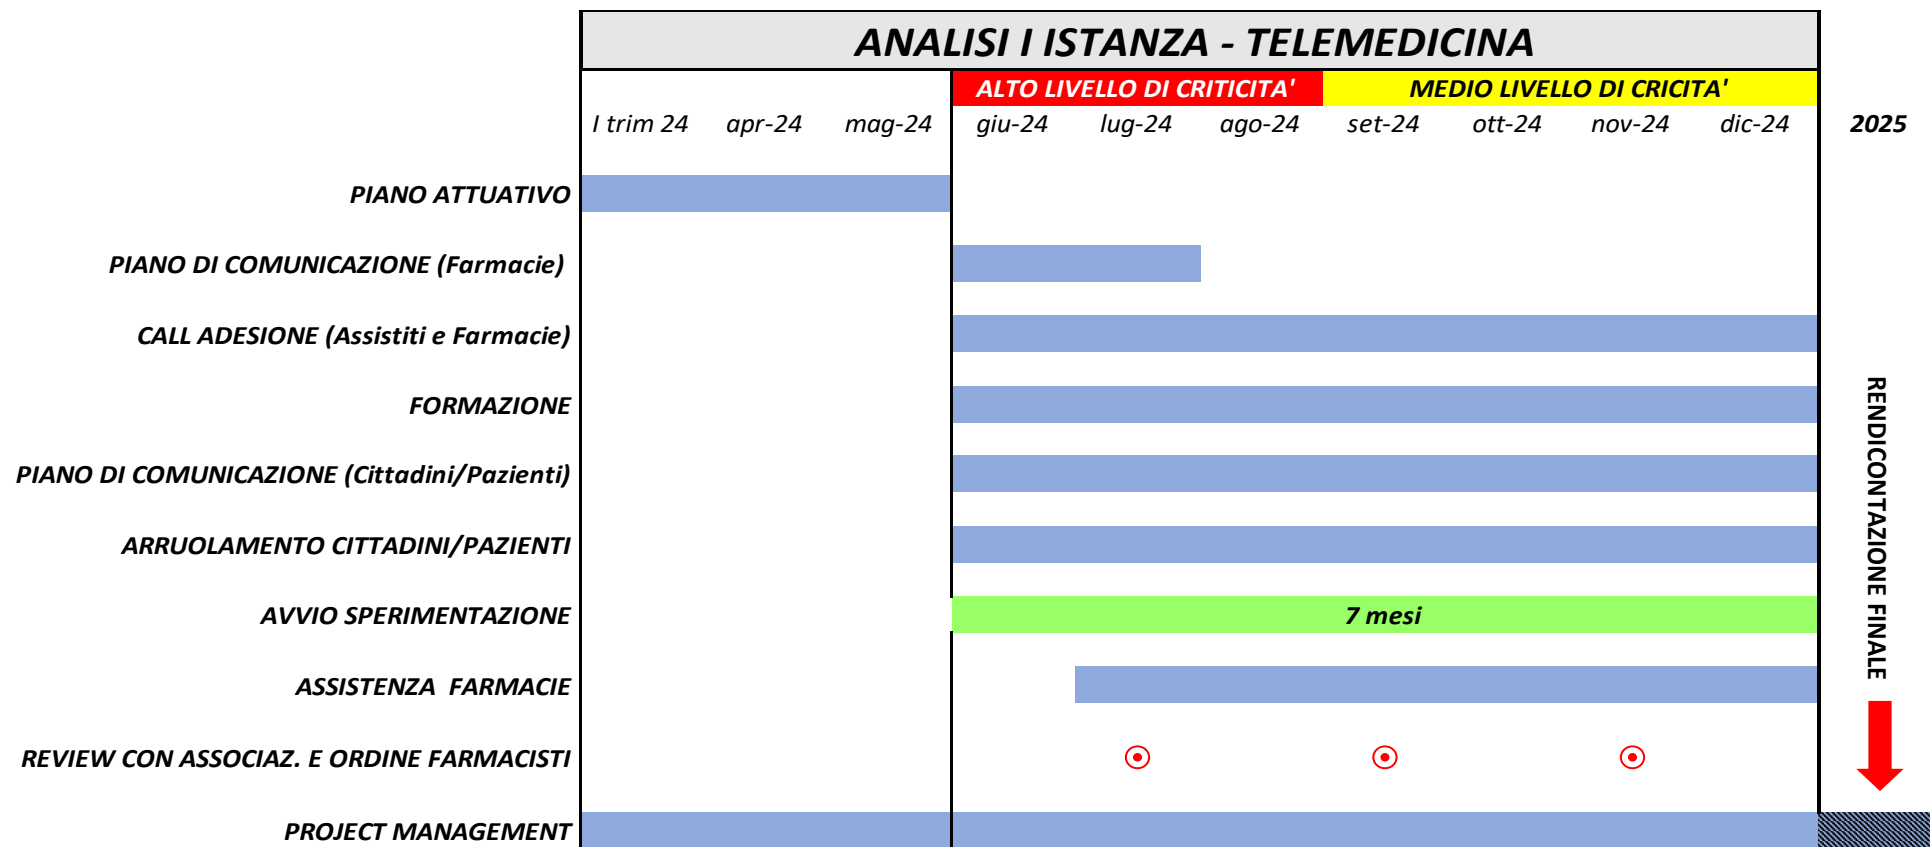 ANALISI I ISTANZA - TELEMEDICINA
ALTO LIVELLO DI CRITICITA' MEDIO LIVELLO DI CRICITA'
I trim 24 apr-24 mag-24 giu-24 lug-24 ago-24 set-24 ott-24 nov-24 dic-24 2025
PIANO ATTUATIVO
PIANO DI COMUNICAZIONE (Farmacie)
CALL ADESIONE (Assistiti e Farmacie)
FORMAZIONE
PIANO DI COMUNICAZIONE (Cittadini/Pazienti)
ARRUOLAMENTO CITTADINI/PAZIENTI
AVVIO SPERIMENTAZIONE 7 mesi
ASSISTENZA FARMACIE
REVIEW CON ASSOCIAZ. E ORDINE FARMACISTI
PROJECT MANAGEMENT
RENDICONTAZIONE FINALE